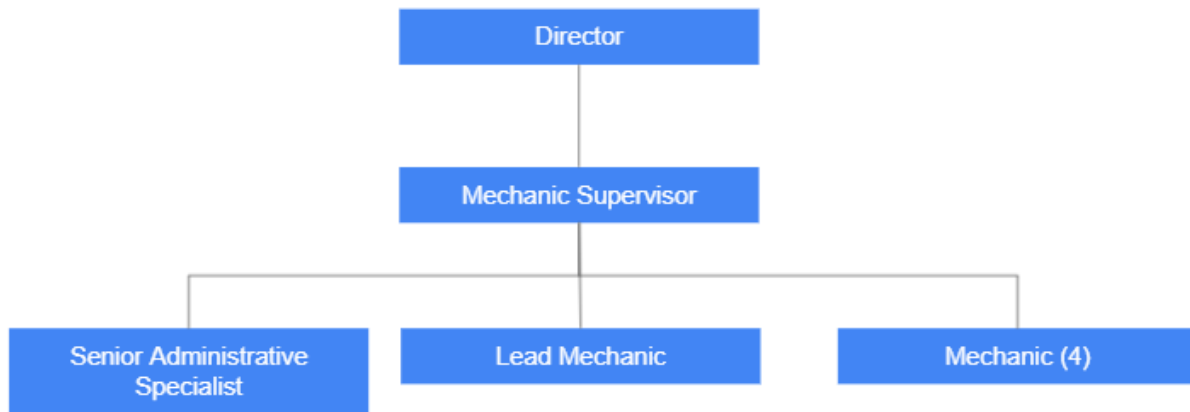 Director
Mechanic Supervisor
Senior Administrative
Specialist
Lead Mechanic
Mechanic (4)